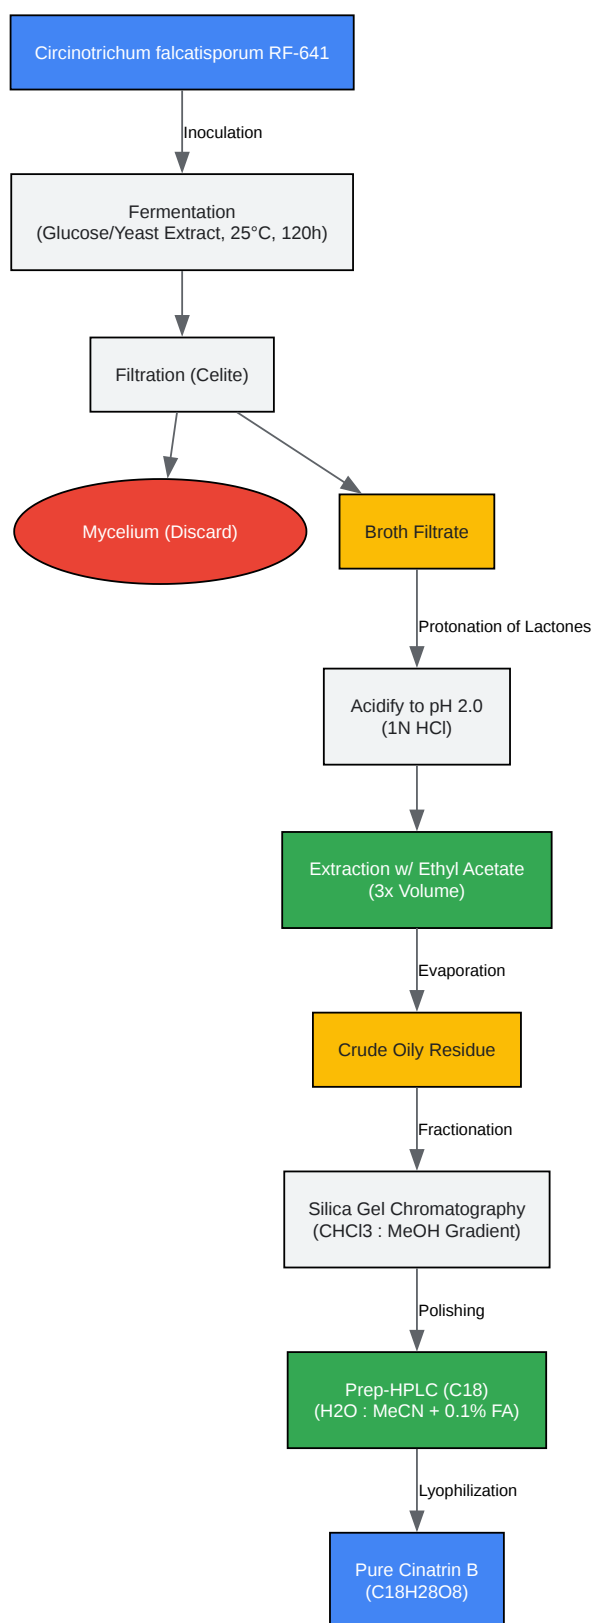 Circinotrichum falcatisporum RF-641
Inoculation
Fermentation
(Glucose/Yeast Extract, 25°C, 120h)
Filtration (Celite)
Mycelium (Discard)
Broth Filtrate
Protonation of Lactones
Acidify to pH 2.0
(1N HCl)
Extraction w/ Ethyl Acetate
(3x Volume)
Evaporation
Crude Oily Residue
Fractionation
Silica Gel Chromatography
(CHCl3 : MeOH Gradient)
Polishing
Prep-HPLC (C18)
(H2O : MeCN + 0.1% FA)
Lyophilization
Pure Cinatrin B
(C18H28O8)